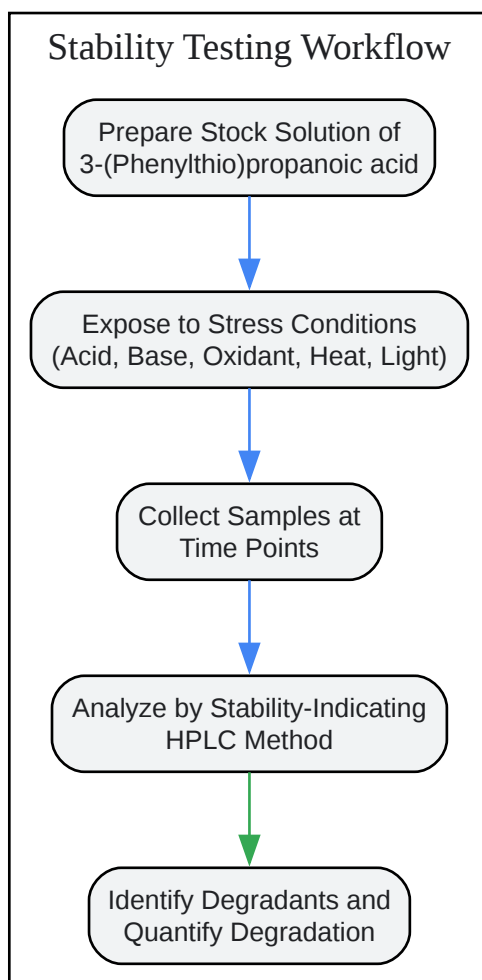 Stability Testing Workflow
Prepare Stock Solution of
3-(Phenylthio)propanoic acid
Expose to Stress Conditions
(Acid, Base, Oxidant, Heat, Light)
Collect Samples at
Time Points
Analyze by Stability-Indicating
HPLC Method
Identify Degradants and
Quantify Degradation